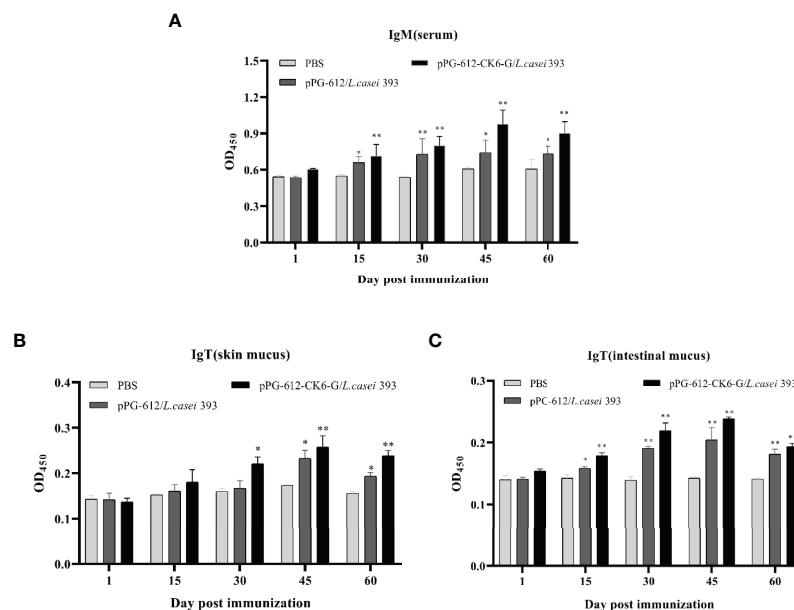 A
IgM(serum)
PBS
pPG-612-CK6-G/L.casei 393
pPG-612/L.casei 393
1.5
1.2
0.9
0.6
0.3
0.0
OD450
** ** ** ** **
* * *
1 15 30 45 60
Day post immunization
B
IgT(skin mucus)
PBS
pPG-612-CK6-G/L.casei 393
pPG-612/L.casei 393
0.4
0.3
0.2
0.1
0.0
OD450
* * ** * **
1 15 30 45 60
Day post immunization
C
IgT(intestinal mucus)
PBS
pPG-612-CK6-G/L.casei 393
pPC-612/L.casei 393
0.3
0.2
0.1
0.0
OD450
* ** ** ** ** ** ** **
1 15 30 45 60
Day post immunization